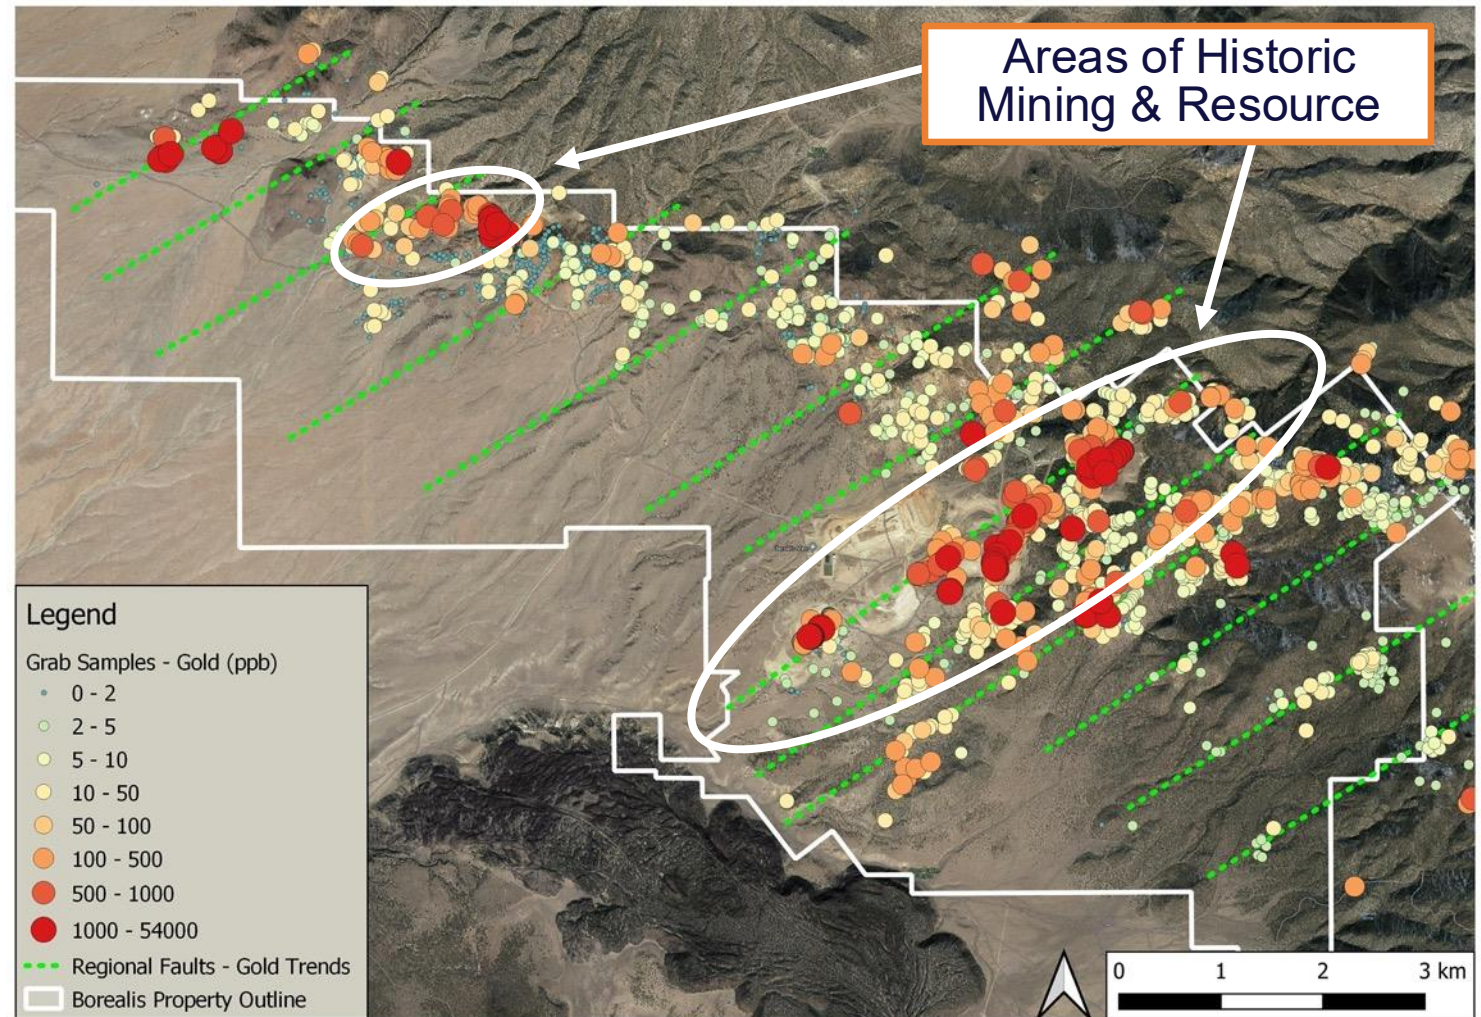 Areas of Historic
Mining & Resource
Legend
Grab Samples - Gold (ppb)
0 - 2
2 - 5
5 - 10
10 - 50
50 - 100
100 - 500
500 - 1000
1000 - 54000
Regional Faults - Gold Trends
Borealis Property Outline
0 1 2 3 km